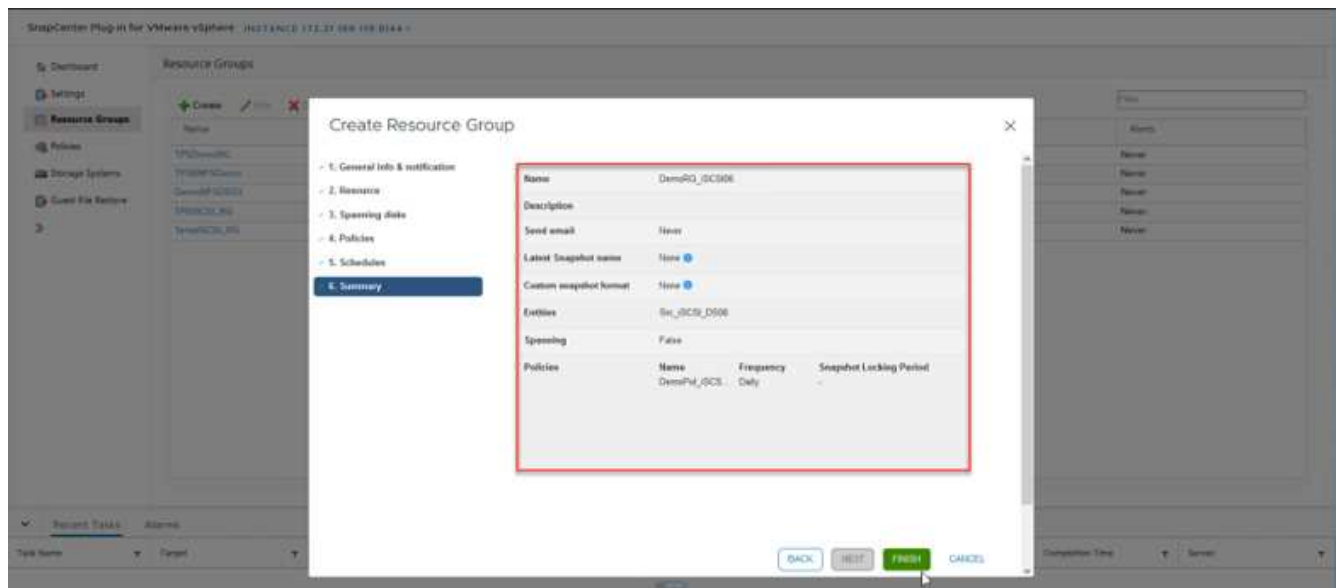 SnapCenter Plug-in for VMware vSphere
Dashboard
Settings
Resource Groups
Policies
Storage Systems
Guest File Restore
Resource Groups
Create
Name
Alerts
Never
Never
Never
Never
Never
Create Resource Group
1. General info & notification
2. Resource
3. Spanning disks
4. Policies
5. Schedules
6. Summary
Name DemoRG_iSCSI06
Description
Send email Never
Latest Snapshot name None
Custom snapshot format None
Entities Src_iSCSI_DS06
Spanning False
Policies Name Frequency Snapshot Locking Period
DemoPol_iSCS... Daily -
BACK NEXT FINISH CANCEL
Recent Tasks Alarms
Task Name Target Completion Time Server